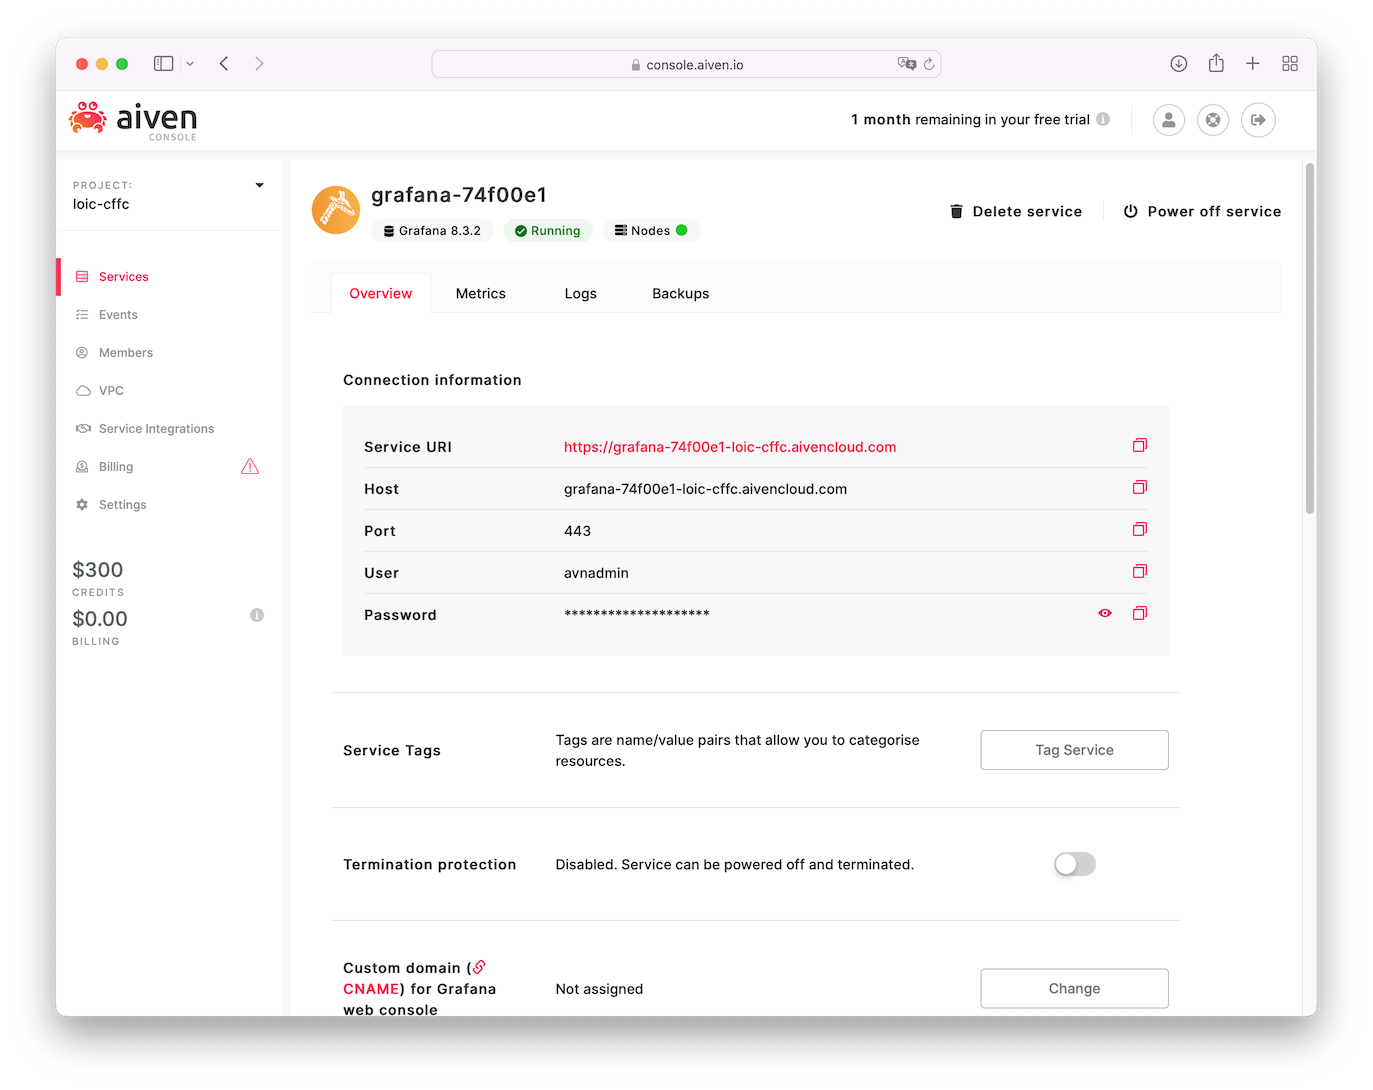 console.aiven.io
aiven
CONSOLE
1 month remaining in your free trial
PROJECT:
loic-cffc
Services
Events
Members
VPC
Service Integrations
Billing
Settings
$300
CREDITS
$0.00
BILLING
grafana-74f00e1
Grafana 8.3.2
Running
Nodes
Delete service
Power off service
Overview
Metrics
Logs
Backups
Connection information
Service URI
https://grafana-74f00e1-loic-cffc.aivencloud.com
Host
grafana-74f00e1-loic-cffc.aivencloud.com
Port
443
User
avnadmin
Password
********************
Service Tags
Tags are name/value pairs that allow you to categorise
resources.
Tag Service
Termination protection
Disabled. Service can be powered off and terminated.
Custom domain (
CNAME) for Grafana
web console
Not assigned
Change